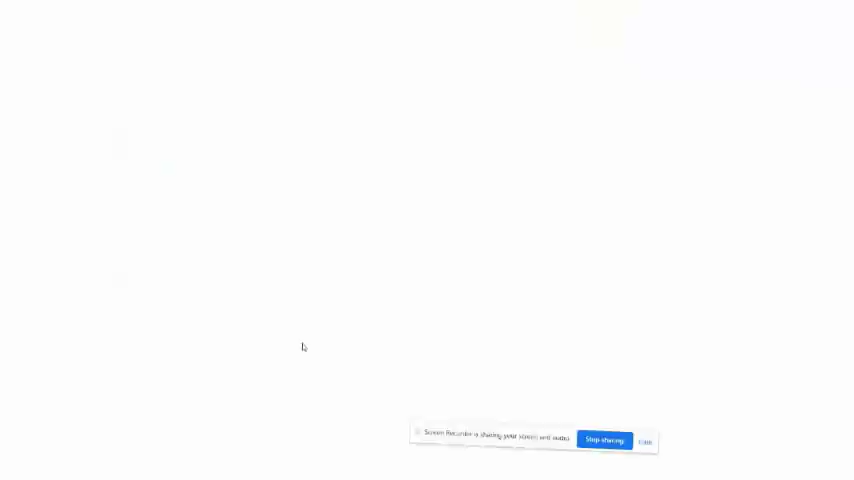 Screen Recorder is sharing your screen and audio.
Stop sharing
Hide